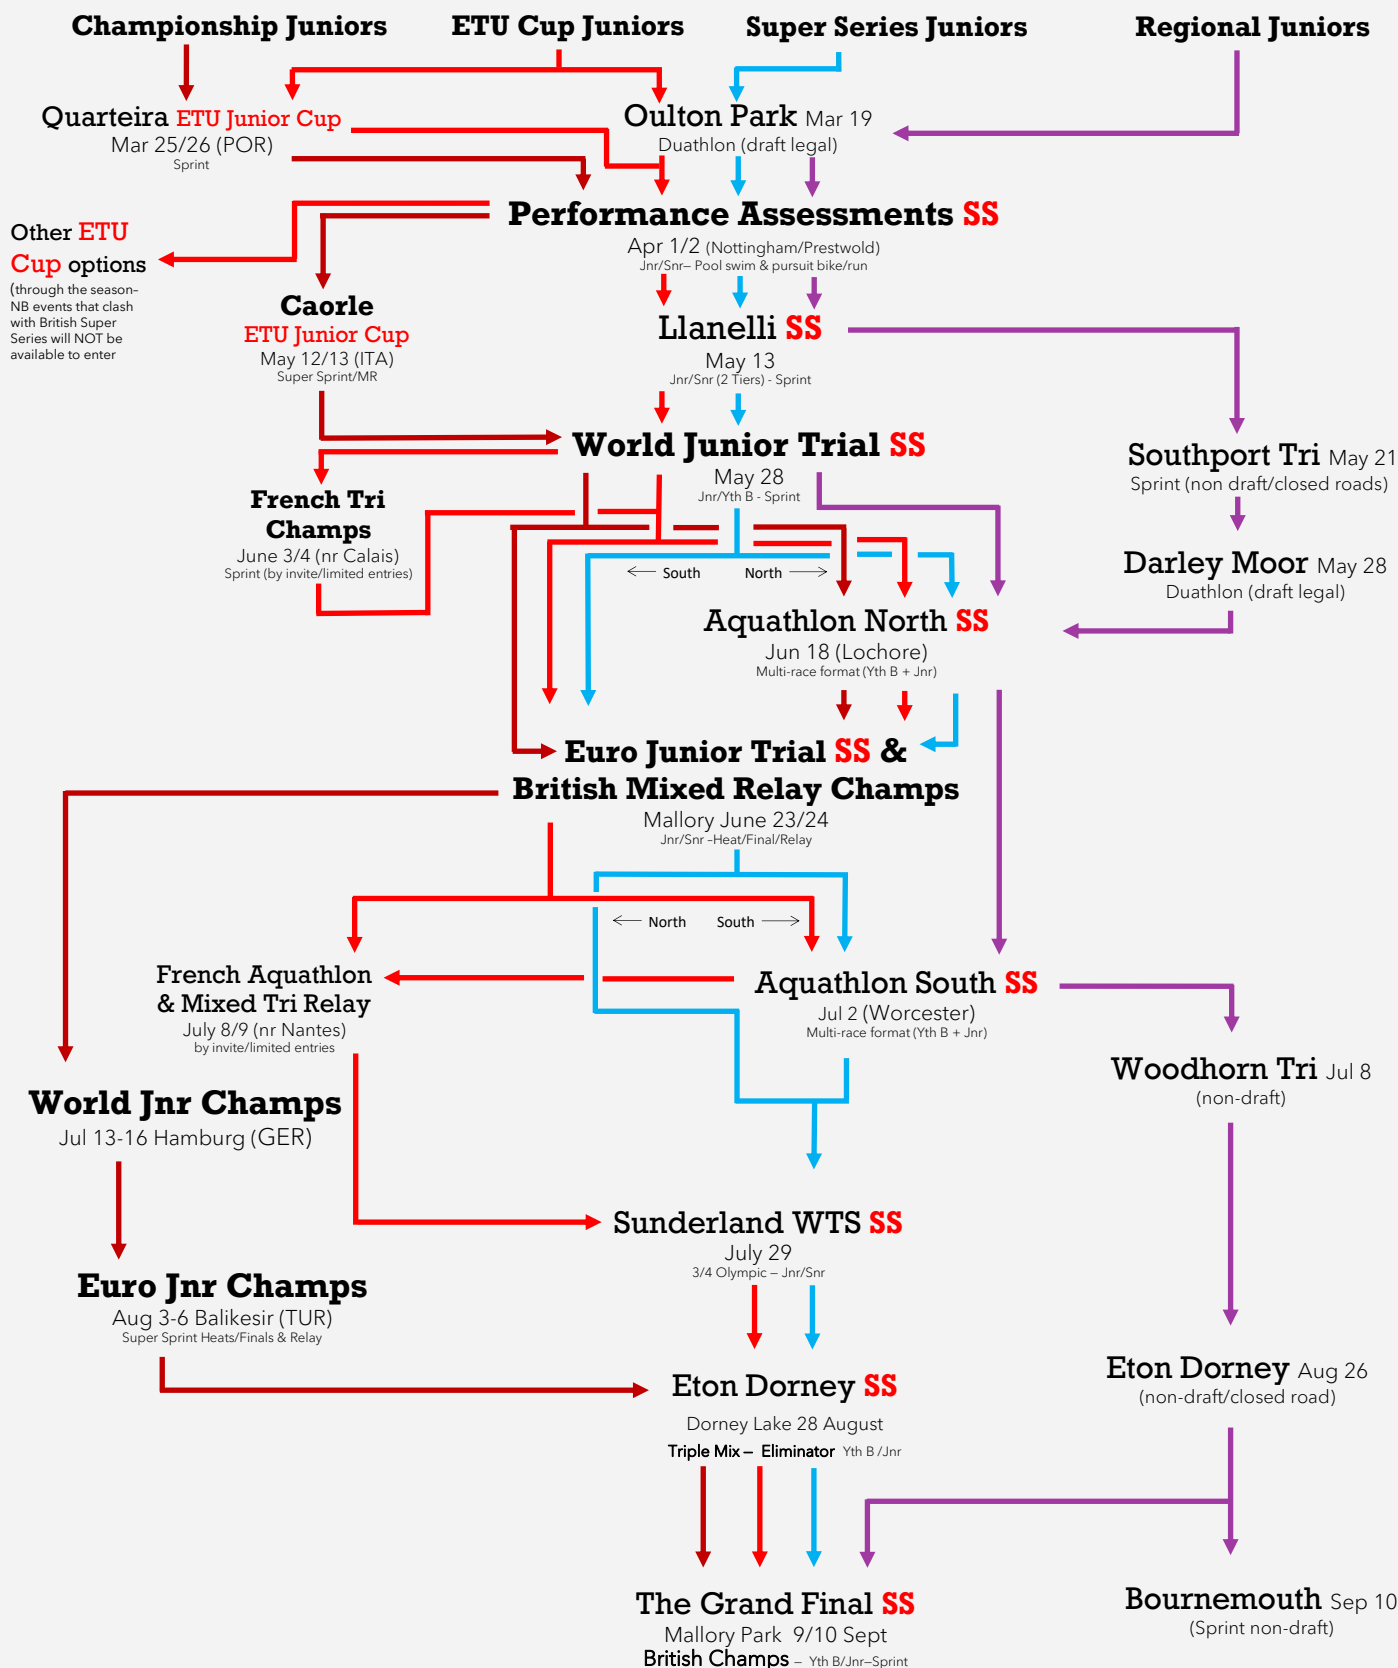 Championship Juniors
ETU Cup Juniors
Super Series Juniors
Regional Juniors
Quarteira ETU Junior Cup
Mar 25/26 (POR)
Sprint
Oulton Park Mar 19
Duathlon (draft legal)
Performance Assessments SS
Apr 1/2 (Nottingham/Prestwold)
Jnr/Snr– Pool swim & pursuit bike/run
Other ETU
Cup options
(through the season–
NB events that clash
with British Super
Series will NOT be
available to enter
Caorle
ETU Junior Cup
May 12/13 (ITA)
Super Sprint/MR
Llanelli SS
May 13
Jnr/Snr (2 Tiers) - Sprint
World Junior Trial SS
May 28
Jnr/Yth B - Sprint
Southport Tri May 21
Sprint (non draft/closed roads)
French Tri
Champs
June 3/4 (nr Calais)
Sprint (by invite/limited entries)
Darley Moor May 28
Duathlon (draft legal)
South North
Aquathlon North SS
Jun 18 (Lochore)
Multi-race format (Yth B + Jnr)
Euro Junior Trial SS &
British Mixed Relay Champs
Mallory June 23/24
Jnr/Snr –Heat/Final/Relay
North South
French Aquathlon
& Mixed Tri Relay
July 8/9 (nr Nantes)
by invite/limited entries
Aquathlon South SS
Jul 2 (Worcester)
Multi-race format (Yth B + Jnr)
Woodhorn Tri Jul 8
(non-draft)
World Jnr Champs
Jul 13-16 Hamburg (GER)
Sunderland WTS SS
July 29
3/4 Olympic – Jnr/Snr
Euro Jnr Champs
Aug 3-6 Balikesir (TUR)
Super Sprint Heats/Finals & Relay
Eton Dorney SS
Dorney Lake 28 August
Triple Mix – Eliminator Yth B /Jnr
Eton Dorney Aug 26
(non-draft/closed road)
The Grand Final SS
Mallory Park 9/10 Sept
British Champs – Yth B/Jnr–Sprint
Bournemouth Sep 10
(Sprint non-draft)